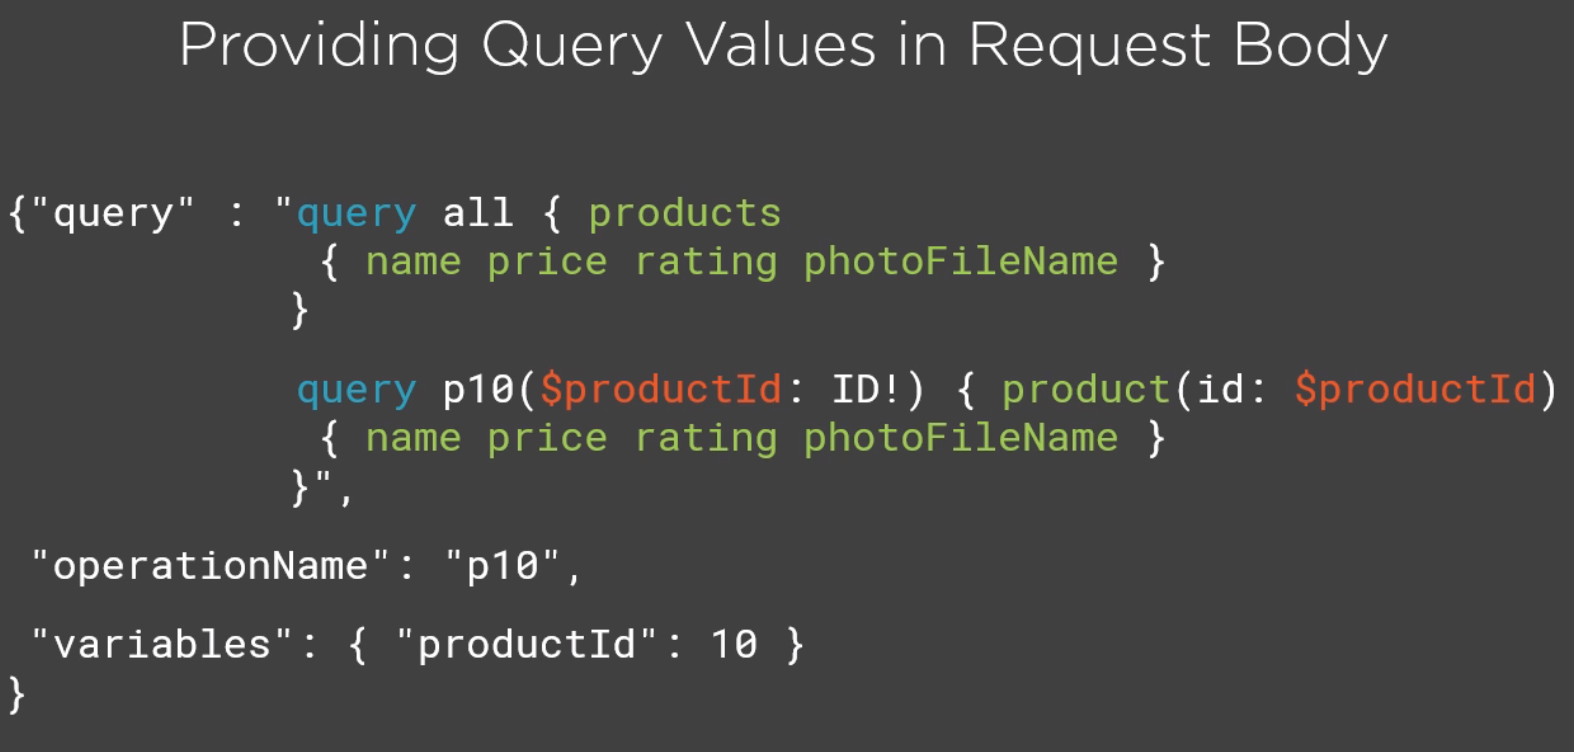 Providing Query Values in Request Body
{"query" : "query all { products
{ name price rating photoFileName }
}
query p10($productId: ID!) { product(id: $productId)
{ name price rating photoFileName }
}",
"operationName": "p10",
"variables": { "productId": 10 }
}